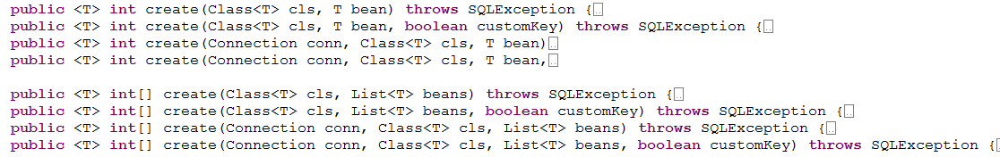 public <T> int create(Class<T> cls, T bean) throws SQLException {
public <T> int create(Class<T> cls, T bean, boolean customKey) throws SQLException {
public <T> int create(Connection conn, Class<T> cls, T bean)
public <T> int create(Connection conn, Class<T> cls, T bean,
public <T> int[] create(Class<T> cls, List<T> beans) throws SQLException {
public <T> int[] create(Class<T> cls, List<T> beans, boolean customKey) throws SQLException {
public <T> int[] create(Connection conn, Class<T> cls, List<T> beans) throws SQLException {
public <T> int[] create(Connection conn, Class<T> cls, List<T> beans, boolean customKey) throws SQLException {